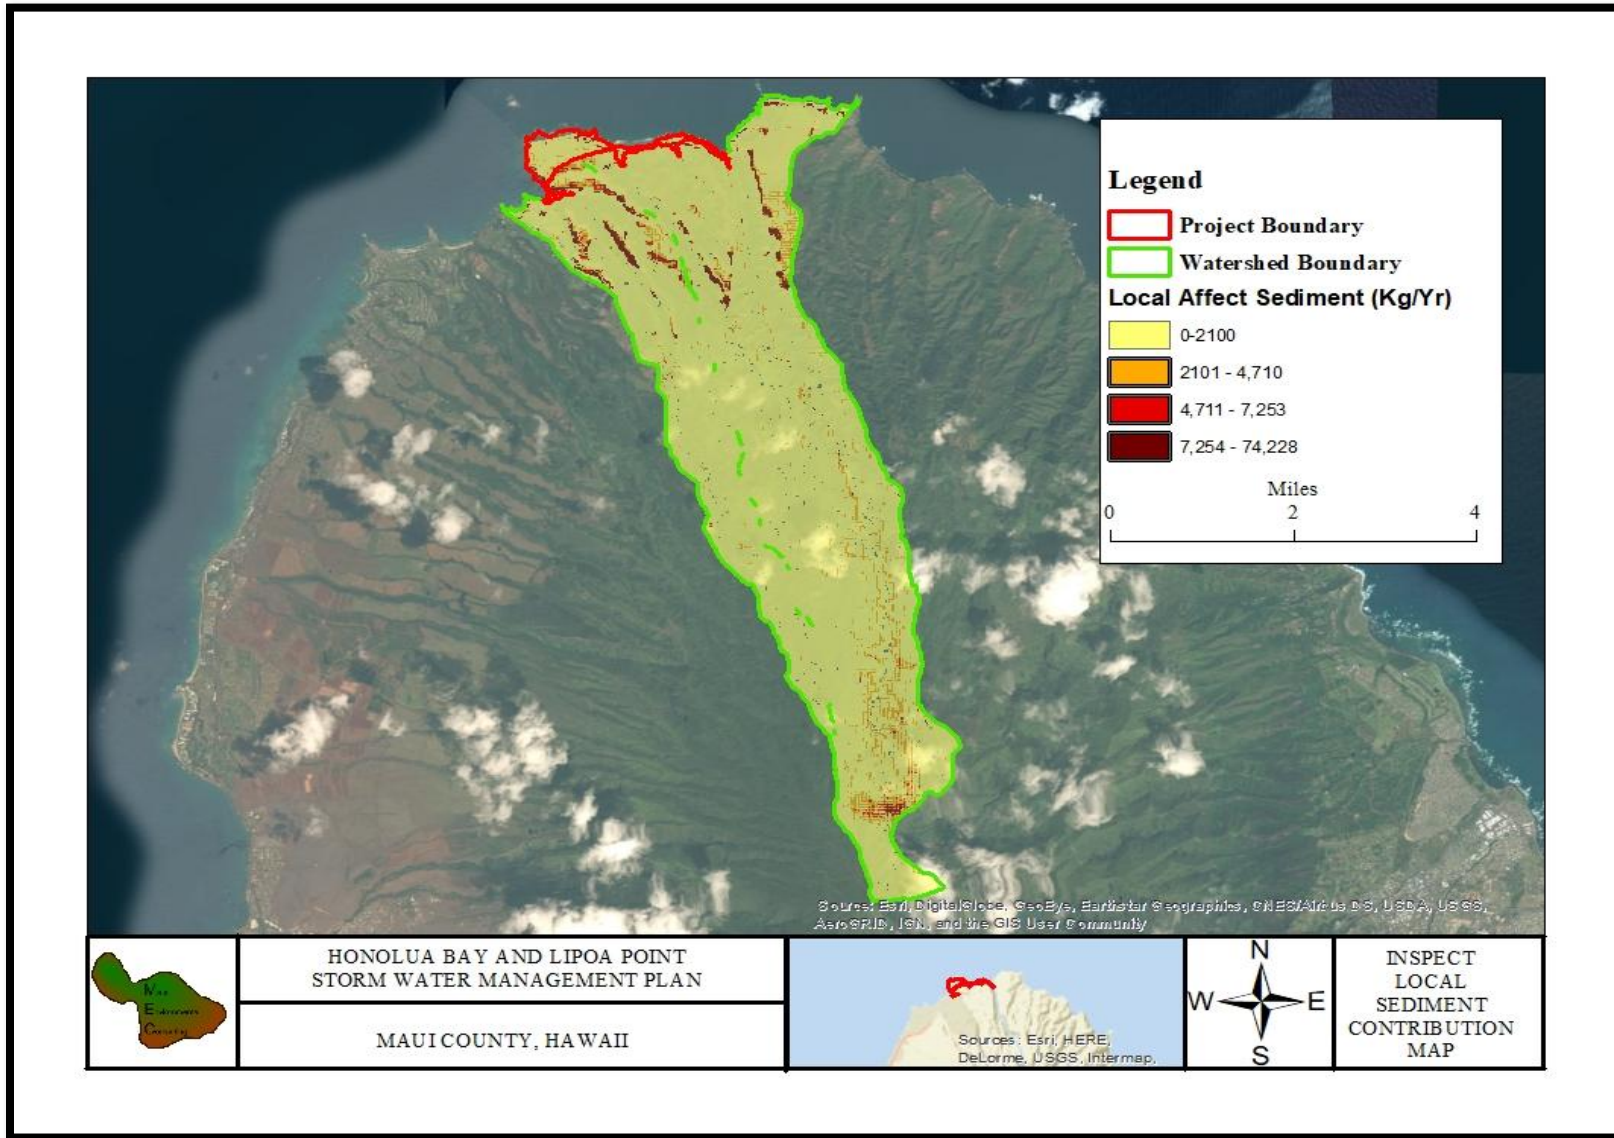 Legend
Project Boundary
Watershed Boundary
Local Affect Sediment (Kg/Yr)
0-2100
2101 - 4,710
4,711 - 7,253
7,254 - 74,228
Miles
0 2 4
Source: Esri, DigitalGlobe, GeoEye, Earthstar Geographics, CNES/Airbus DS, USDA, USGS,
AeroGRID, IGN, and the GIS User Community
HONOLUA BAY AND LIPOA POINT
STORM WATER MANAGEMENT PLAN
MAUI COUNTY, HAWAII
Sources: Esri, HERE,
DeLorme, USGS, Intermap,
N
W E
S
INSPECT
LOCAL
SEDIMENT
CONTRIBUTION
MAP